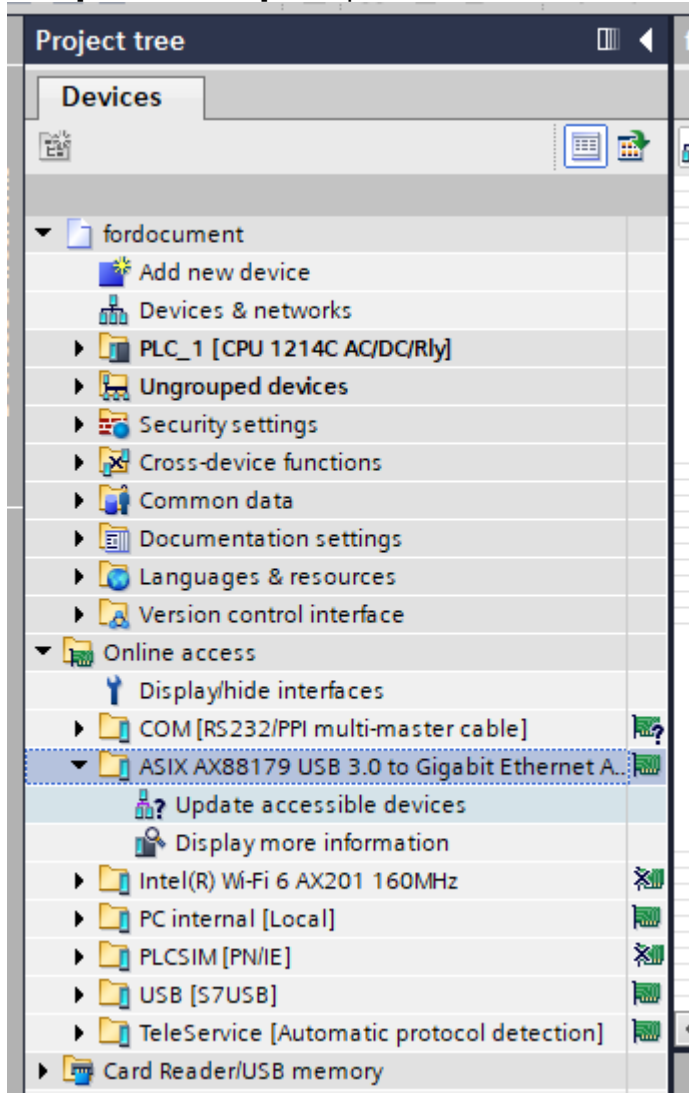 Project tree
Devices
fordocument
Add new device
Devices & networks
PLC_1 [CPU 1214C AC/DC/Rly]
Ungrouped devices
Security settings
Cross-device functions
Common data
Documentation settings
Languages & resources
Version control interface
Online access
Display/hide interfaces
COM [RS232/PPI multi-master cable]
ASIX AX88179 USB 3.0 to Gigabit Ethernet A..
Update accessible devices
Display more information
Intel(R) Wi-Fi 6 AX201 160MHz
PC internal [Local]
PLCSIM [PN/IE]
USB [S7USB]
TeleService [Automatic protocol detection]
Card Reader/USB memory